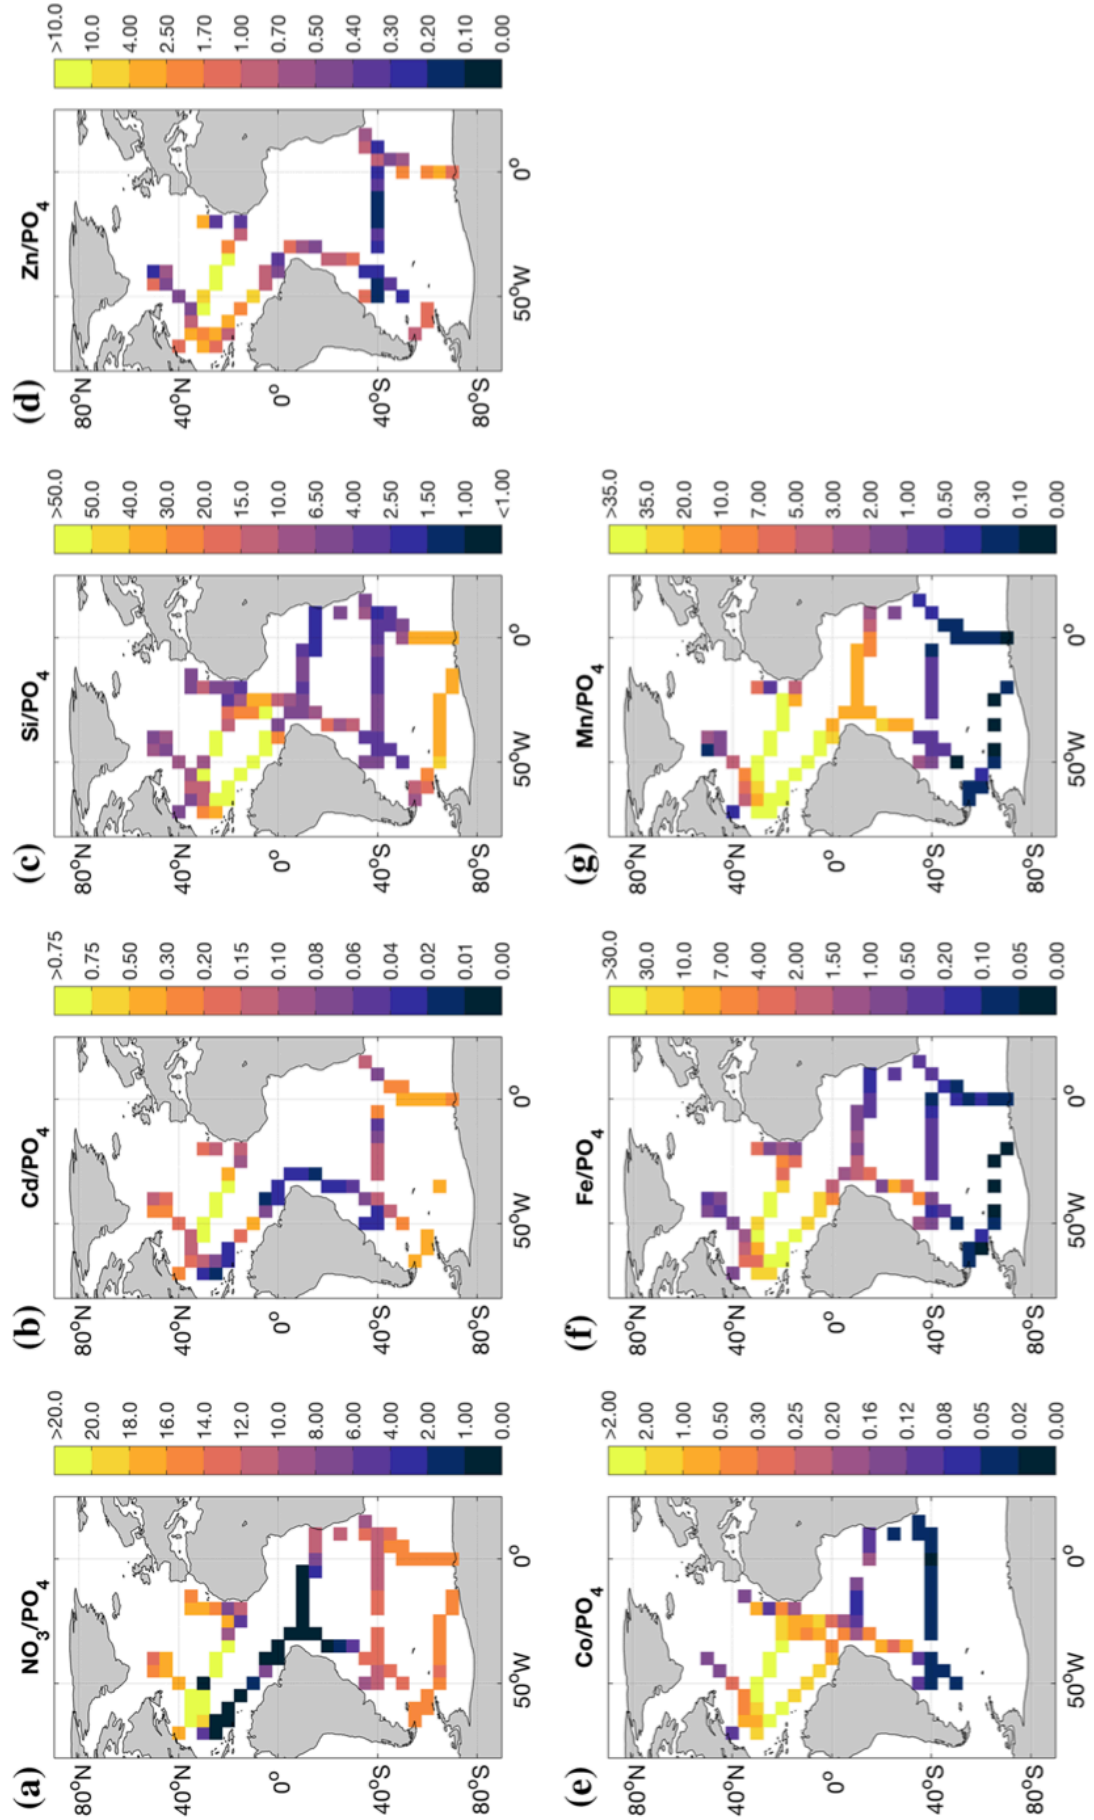 (a)
NO3/PO4
80°N
40°N
0°
40°S
80°S
50°W
0°
>20.0
20.0
18.0
16.0
14.0
12.0
10.0
8.00
6.00
4.00
2.00
1.00
0.00
(b)
Cd/PO4
80°N
40°N
0°
40°S
80°S
50°W
0°
>0.75
0.75
0.50
0.30
0.20
0.15
0.10
0.08
0.06
0.04
0.02
0.01
0.00
(c)
Si/PO4
80°N
40°N
0°
40°S
80°S
50°W
0°
>50.0
50.0
40.0
30.0
20.0
15.0
10.0
6.50
4.00
2.50
1.50
1.00
<1.00
(d)
Zn/PO4
80°N
40°N
0°
40°S
80°S
50°W
0°
>10.0
10.0
4.00
2.50
1.70
1.00
0.70
0.50
0.40
0.30
0.20
0.10
0.00
(e)
Co/PO4
80°N
40°N
0°
40°S
80°S
50°W
0°
>2.00
2.00
1.00
0.50
0.30
0.25
0.20
0.16
0.12
0.08
0.05
0.02
0.00
(f)
Fe/PO4
80°N
40°N
0°
40°S
80°S
50°W
0°
>30.0
30.0
10.0
7.00
4.00
2.00
1.50
1.00
0.50
0.20
0.10
0.05
0.00
(g)
Mn/PO4
80°N
40°N
0°
40°S
80°S
50°W
0°
>35.0
35.0
20.0
10.0
7.00
5.00
3.00
2.00
1.00
0.50
0.30
0.10
0.00